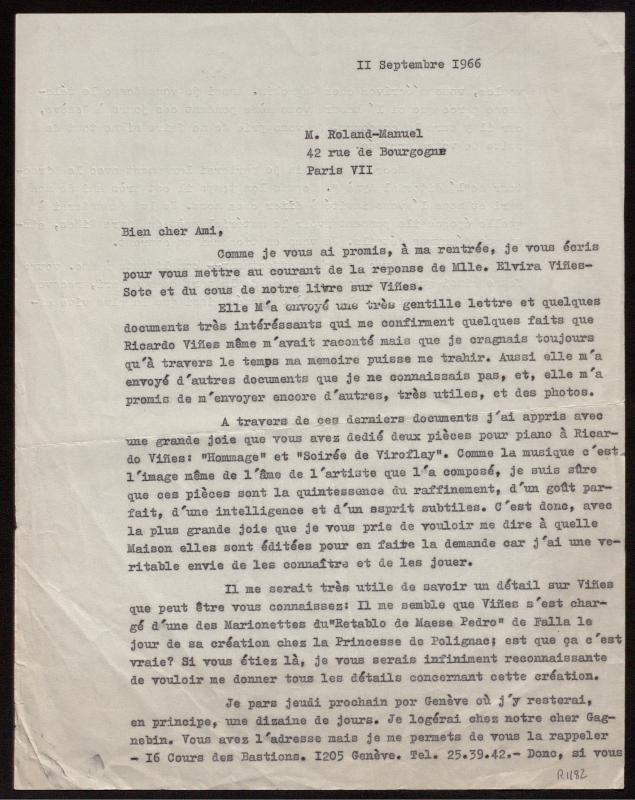 II Septembre I966
M. Roland-Manuel
42 rue de Bourgogne
Paris VII
Bien cher Ami,
Comme je vous ai promis, à ma rentrée, je vous écris
pour vous mettre au courant de la reponse de Mlle. Elvira Viñes-
Soto et du cous de notre litvre sur Viñes.
Elle M´a envoyé une très gentille lettre et quelques
documents très intéréssants qui me confirment quelques faits que
Ricardo Viñes même m´avait raconté mais que je cragnais toujours
qu´à travers le temps ma memoire puisse me trahir. Aussi elle m´a
envoyé d´autres documents que je ne connaissais pas, et, elle m´a
promis de m´envoyer encore d´autres, très utiles, et des photos.
A travers de ces derniers documents j´ai appris avec
une grande joie que vous avez dedié deux pièces pour piano à Ricar-
do Viñes: "Hommage" et "Soirée de Viroflay". Comme la musique c´est
l´image même de l´âme de l´artiste que l´a composé, je suis sûre
que ces pièces sont la quintessence du raffinement, d´un goût par-
fait, d´une intelligence et d´un esprit subtiles. C´est donc, avec
la plus grande joie que je vous prie de vouloir me dire à quelle
Maison elles sont éditées pour en faire la demande car j´ai une ve-
ritable envie de les connaître et de les jouer.
Il me serait très utile de savoir un détail sur Viñes
que peut être vous connaissez: Il me semble que Viñes s´est char-
gé d´une des Marionettes du"Retablo de Maese Pedro" de Falla le
jour de sa création chez la Princesse de Polignac; est que ça c´est
vraie? Si vous étiez là, je vous serais infiniment reconnaissante
de vouloir me donner tous les détails concernant cette création.
Je pars jeudi prochain por Genève où j´y resterai,
en principe, une dizaine de jours. Je logérai chez notre cher Gag-
nebin. Vous avez l´adresse mais je me permets de vous la rappeler
- I6 Cours des Bastions. I205 Genève. Tel. 25.39.42.- Donc, si vous
R1182